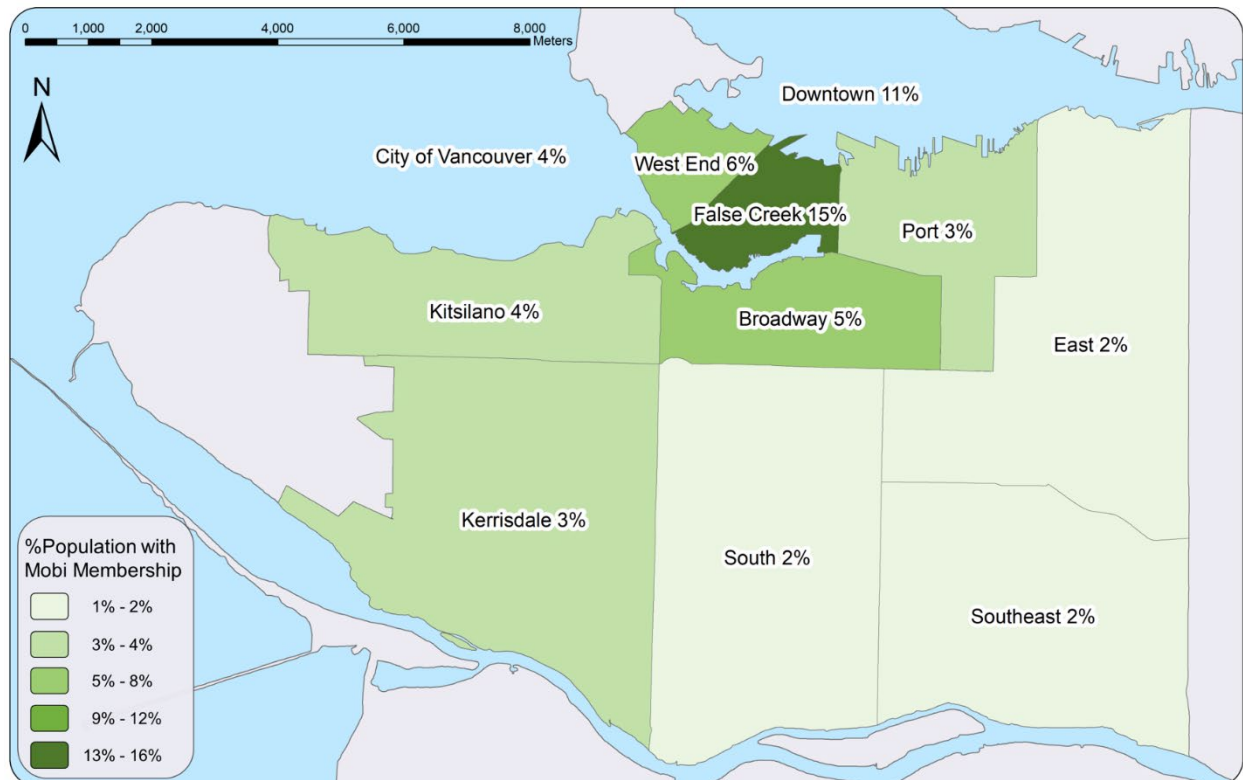 0 1,000 2,000 4,000 6,000 8,000
Meters
N
Downtown 11%
City of Vancouver 4%
West End 6%
False Creek 15%
Port 3%
Kitsilano 4%
Broadway 5%
East 2%
Kerrisdale 3%
South 2%
Southeast 2%
%Population with
Mobi Membership
1% - 2%
3% - 4%
5% - 8%
9% - 12%
13% - 16%